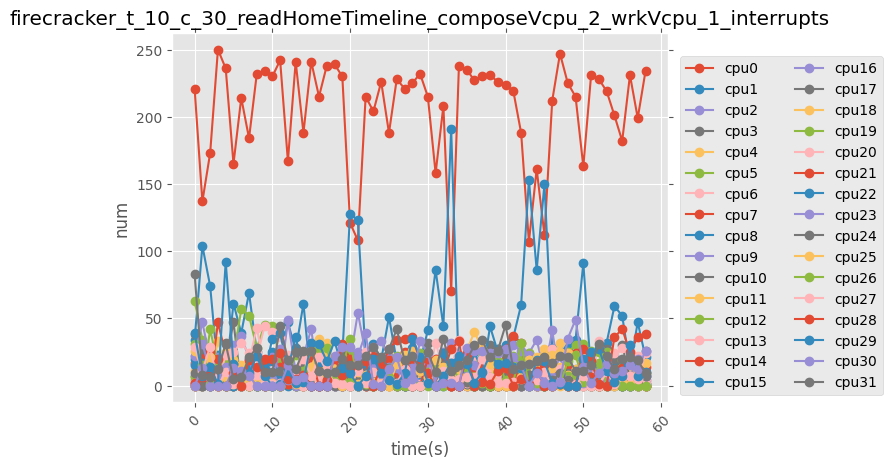 firecracker_t_10_c_30_readHomeTimeline_composeVcpu_2_wrkVcpu_1_interrupts
num
250
200
150
100
50
0
0
10
20
30
40
50
60
time(s)
cpu0
cpu1
cpu2
cpu3
cpu4
cpu5
cpu6
cpu7
cpu8
cpu9
cpu10
cpu11
cpu12
cpu13
cpu14
cpu15
cpu16
cpu17
cpu18
cpu19
cpu20
cpu21
cpu22
cpu23
cpu24
cpu25
cpu26
cpu27
cpu28
cpu29
cpu30
cpu31